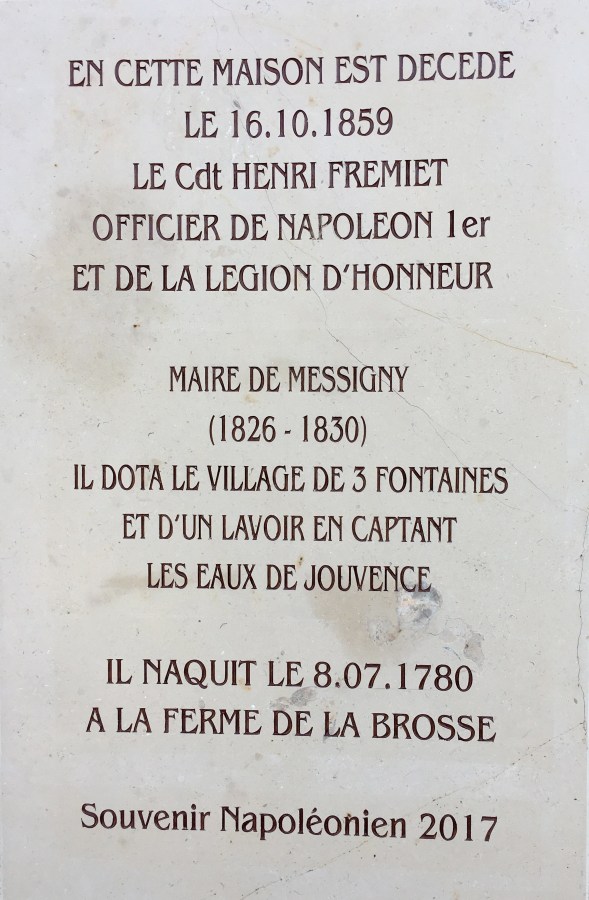 EN CETTE MAISON EST DECEDE
LE 16.10.1859
LE Cdt HENRI FREMIET
OFFICIER DE NAPOLEON 1er
ET DE LA LEGION D'HONNEUR
MAIRE DE MESSIGNY
(1826 - 1830)
IL DOTA LE VILLAGE DE 3 FONTAINES
ET D'UN LAVOIR EN CAPTANT
LES EAUX DE JOUVENCE
IL NAQUIT LE 8.07.1780
A LA FERME DE LA BROSSE
Souvenir Napoléonien 2017